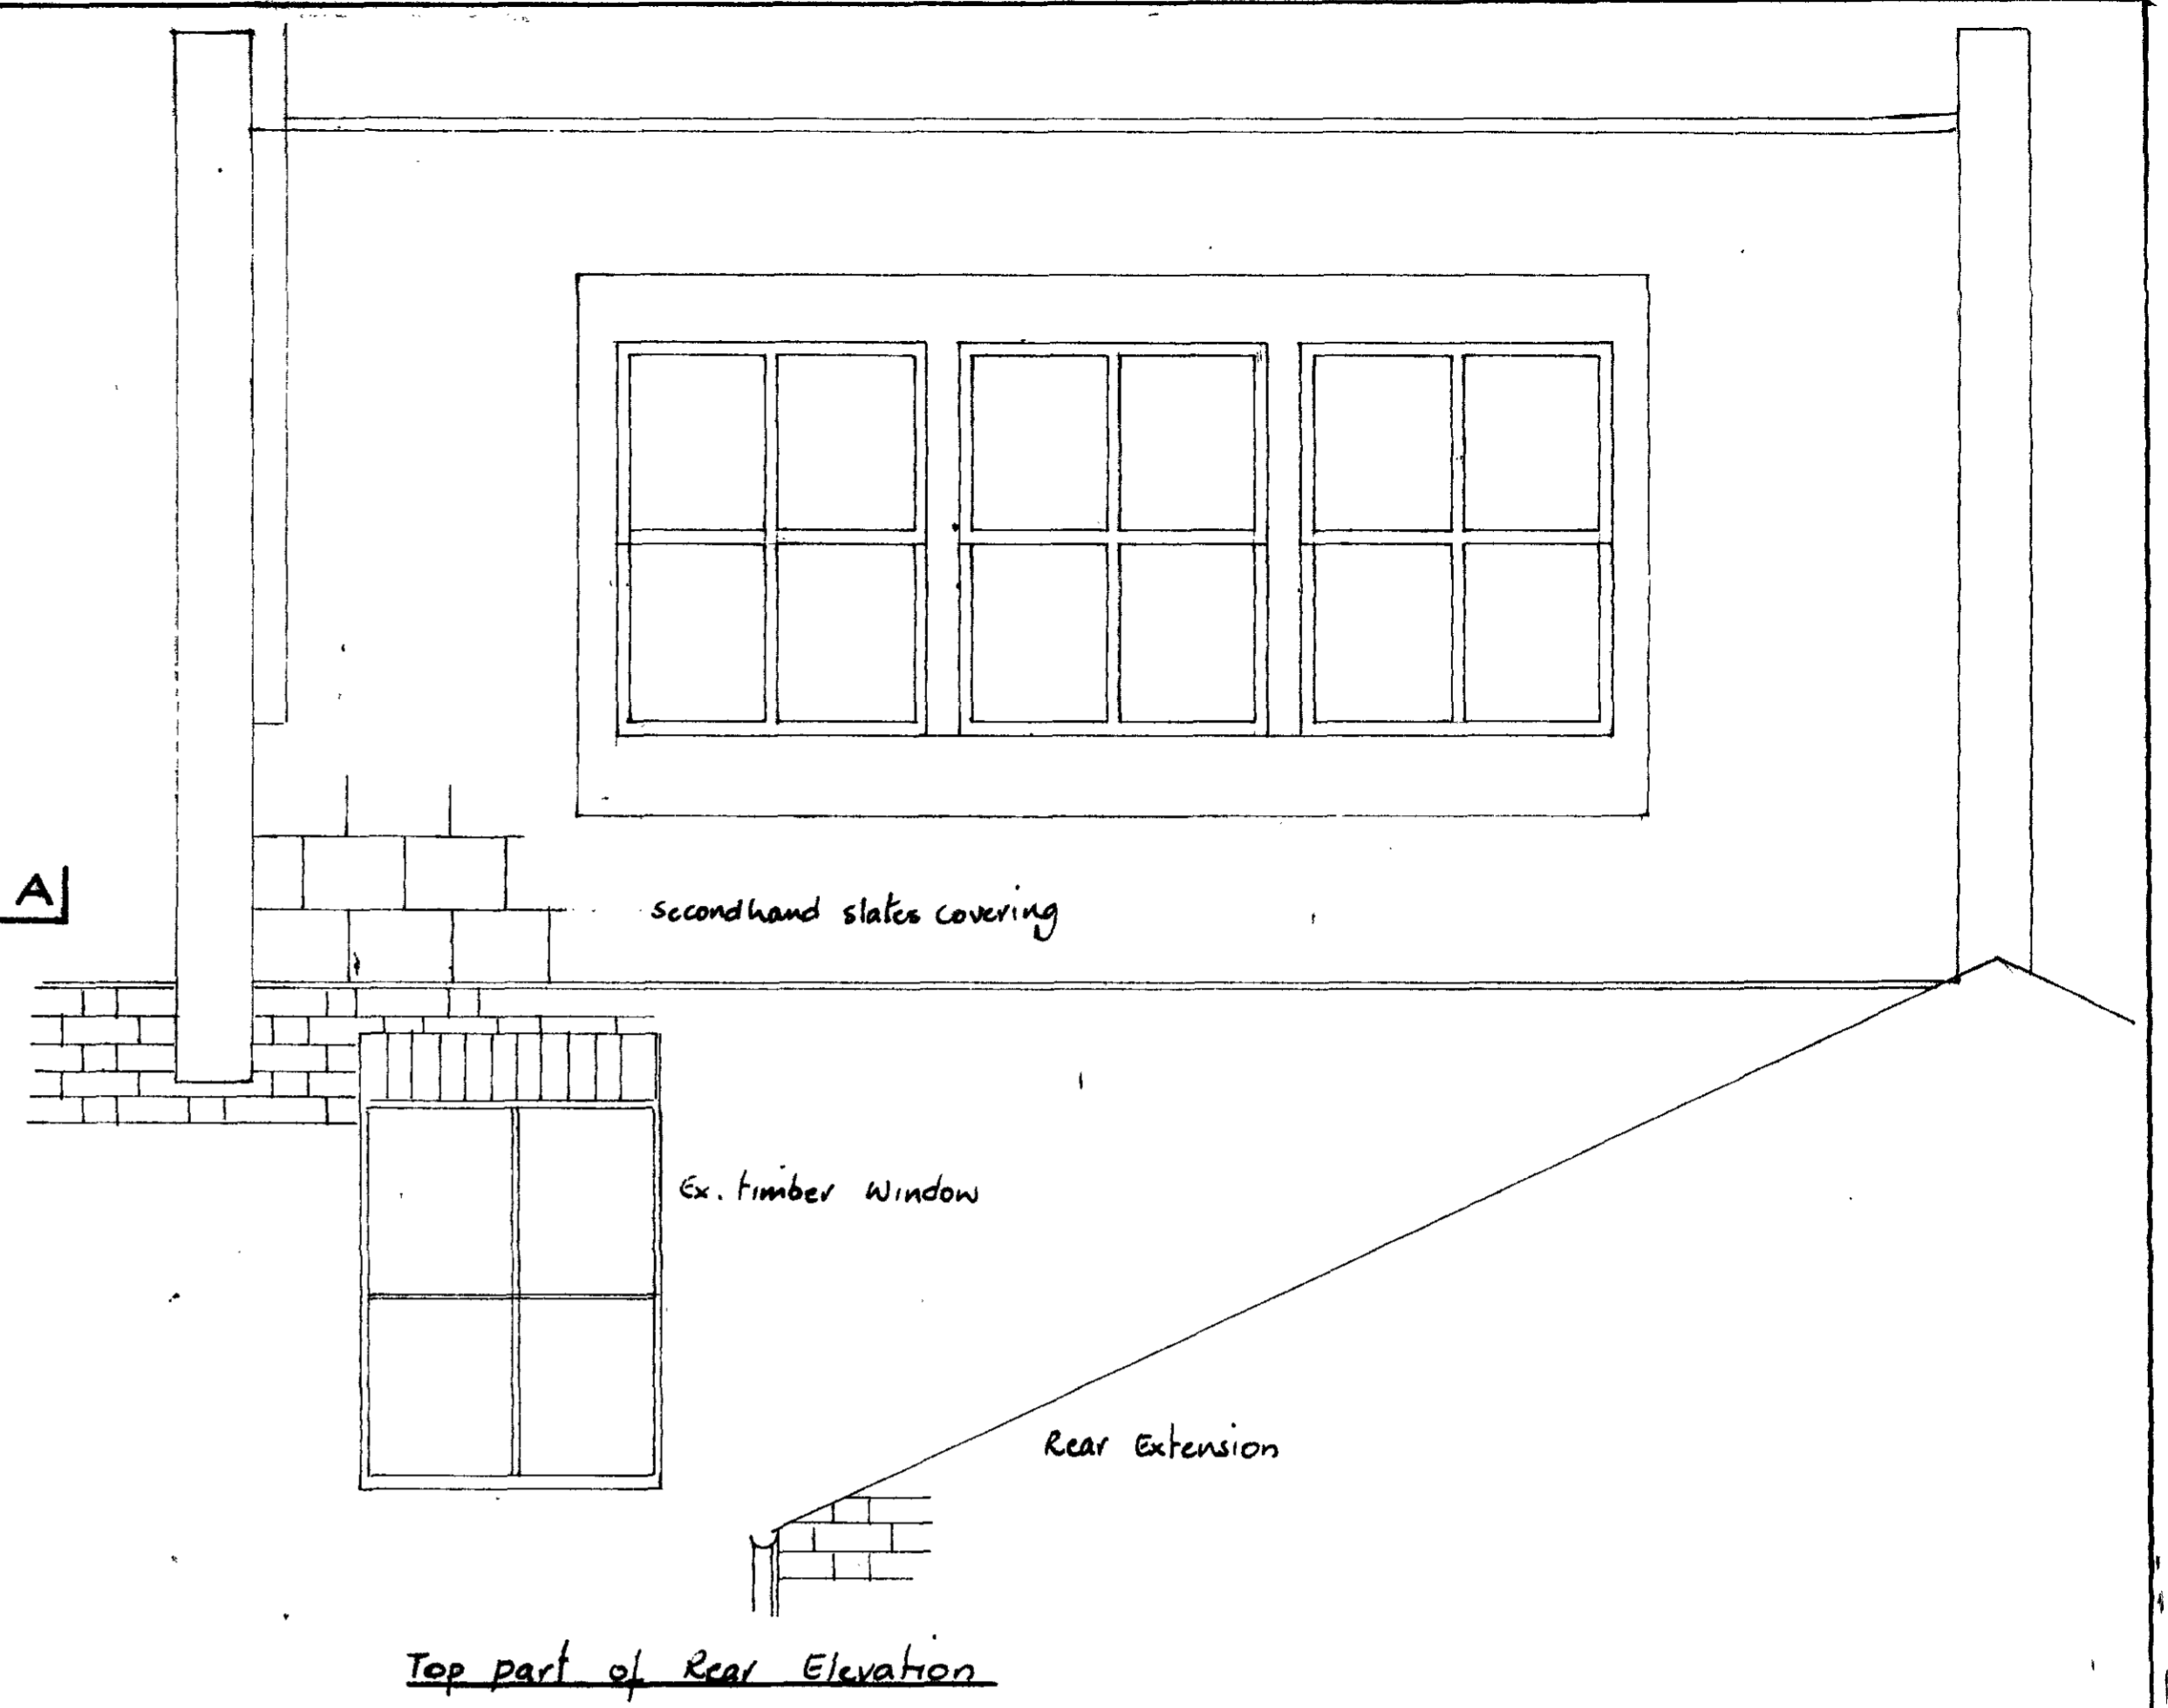 A
Secondhand slates covering
Ex. timber window
Rear Extension
Top part of Rear Elevation